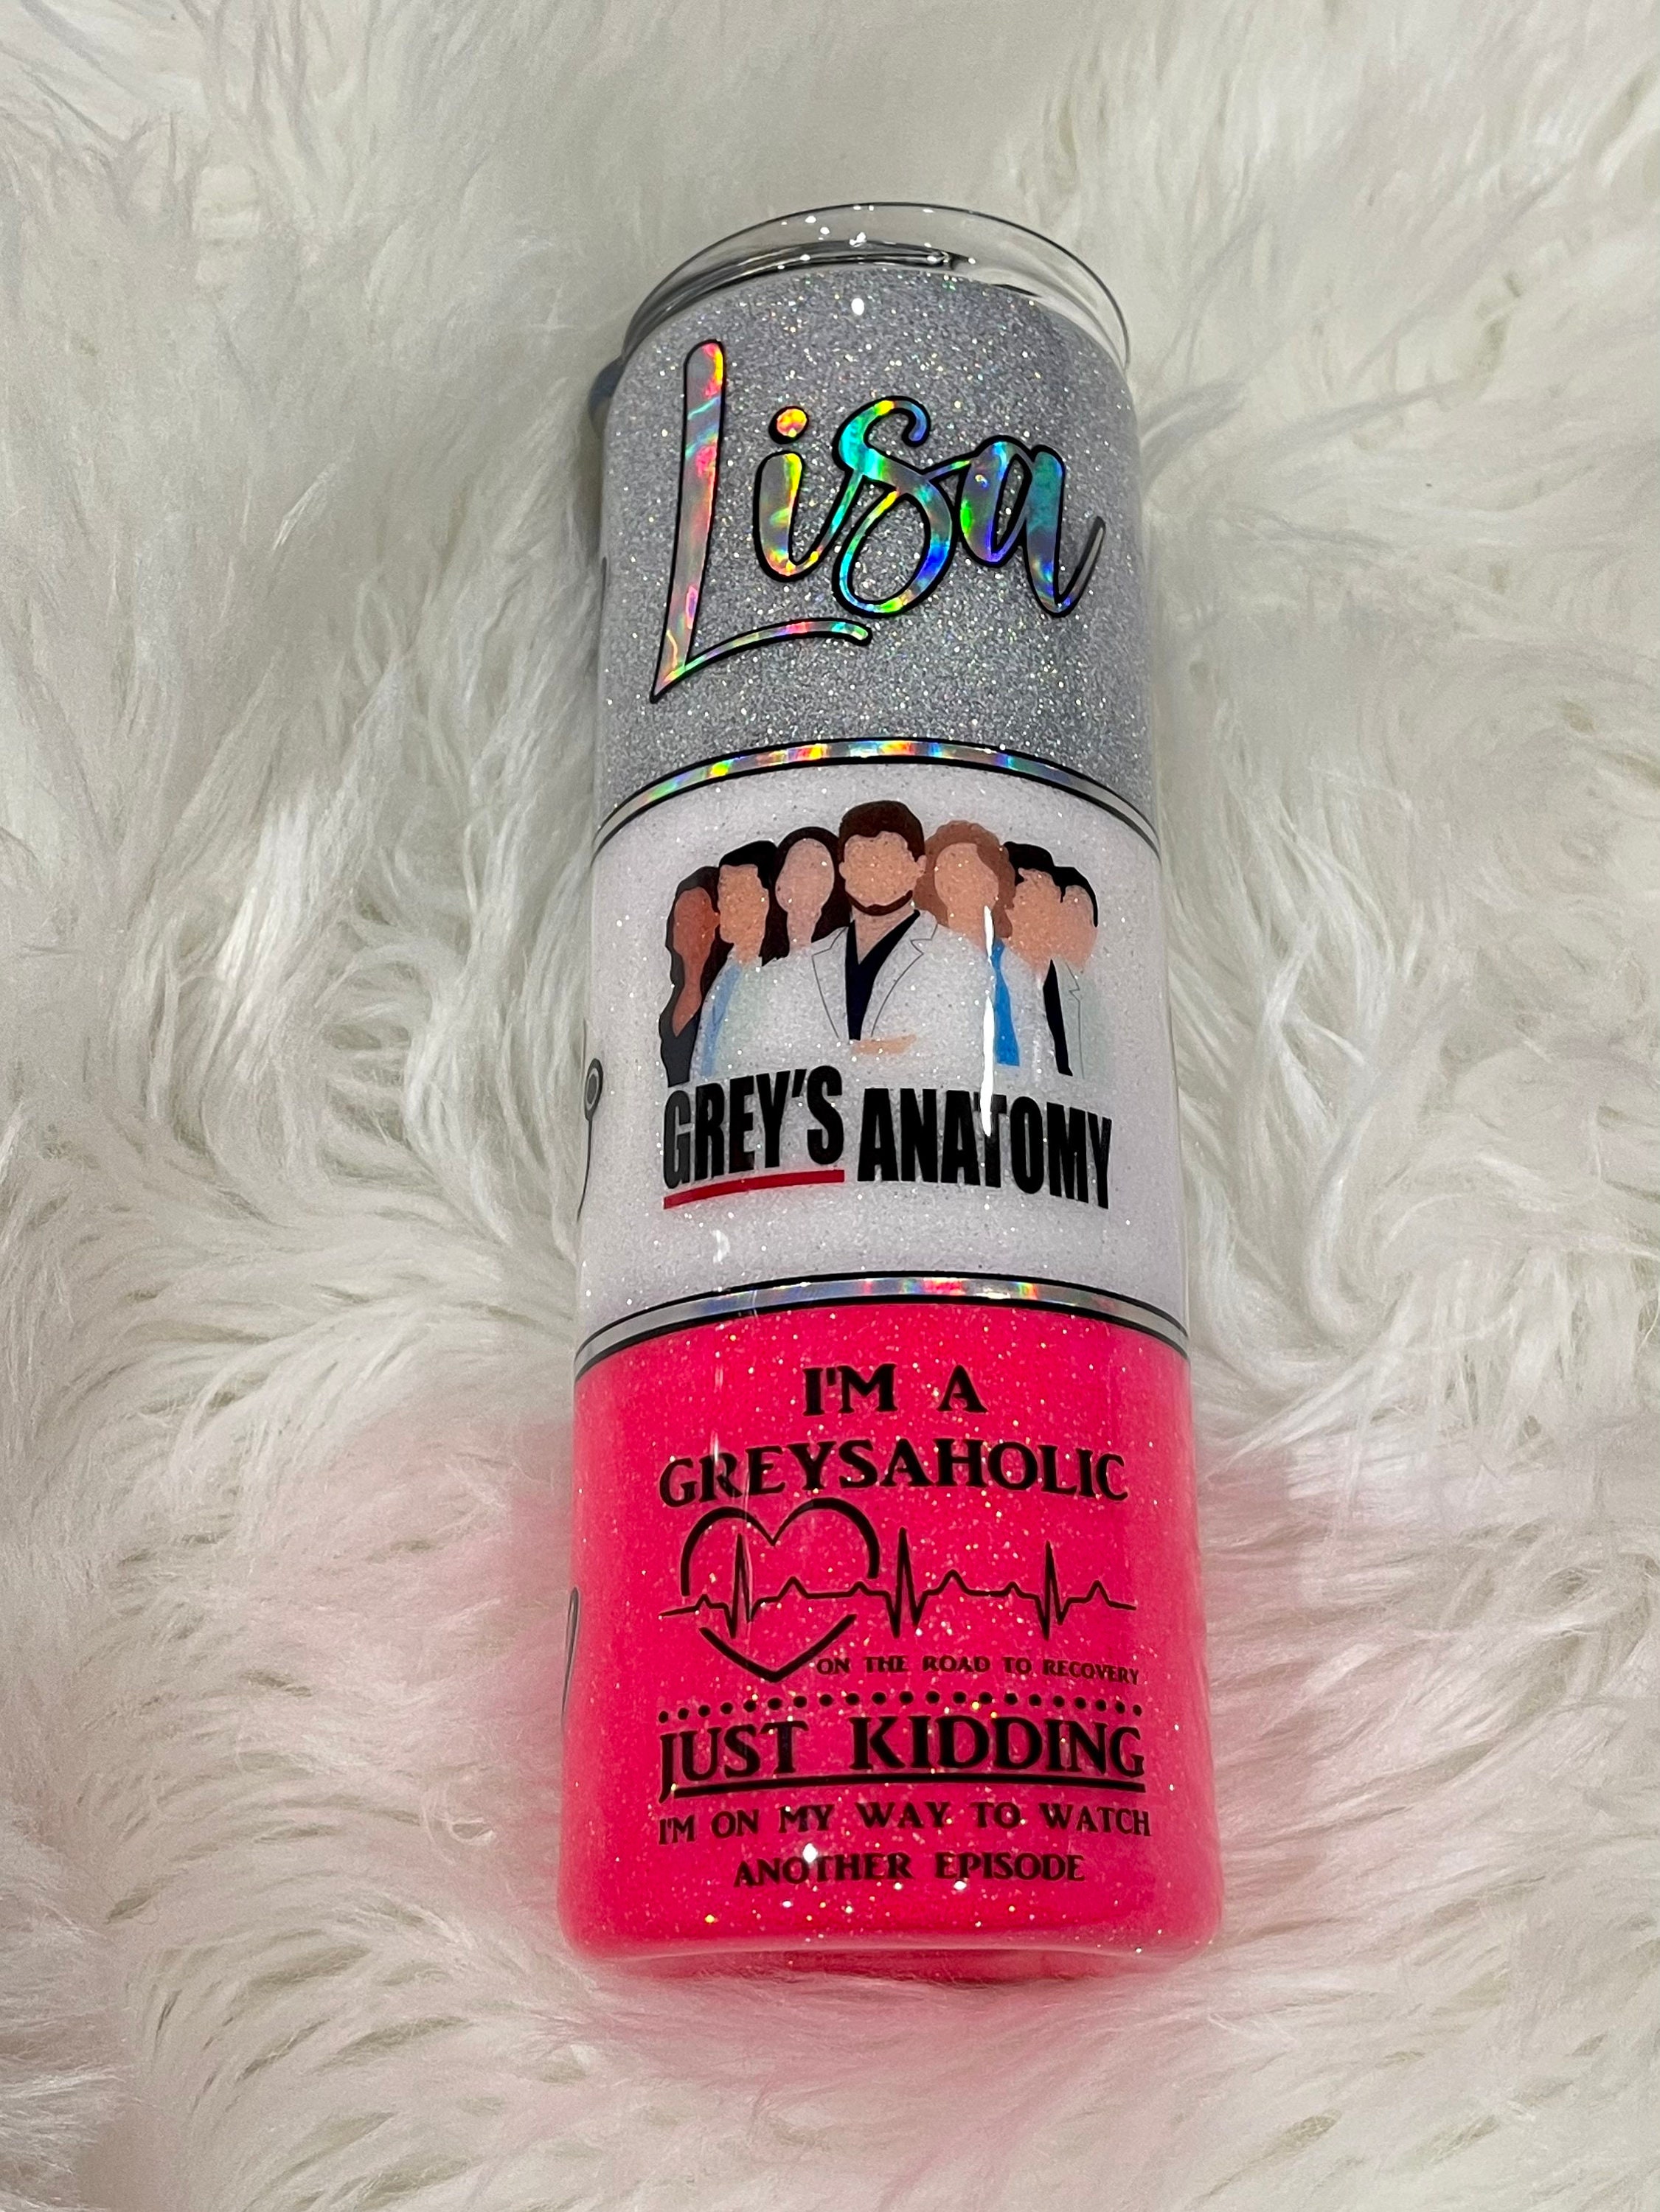 Lisa
GREY'S ANATOMY
I'M A
GREYSAHOLIC
ON THE ROAD TO RECOVERY
JUST KIDDING
I'M ON MY WAY TO WATCH
ANOTHER EPISODE